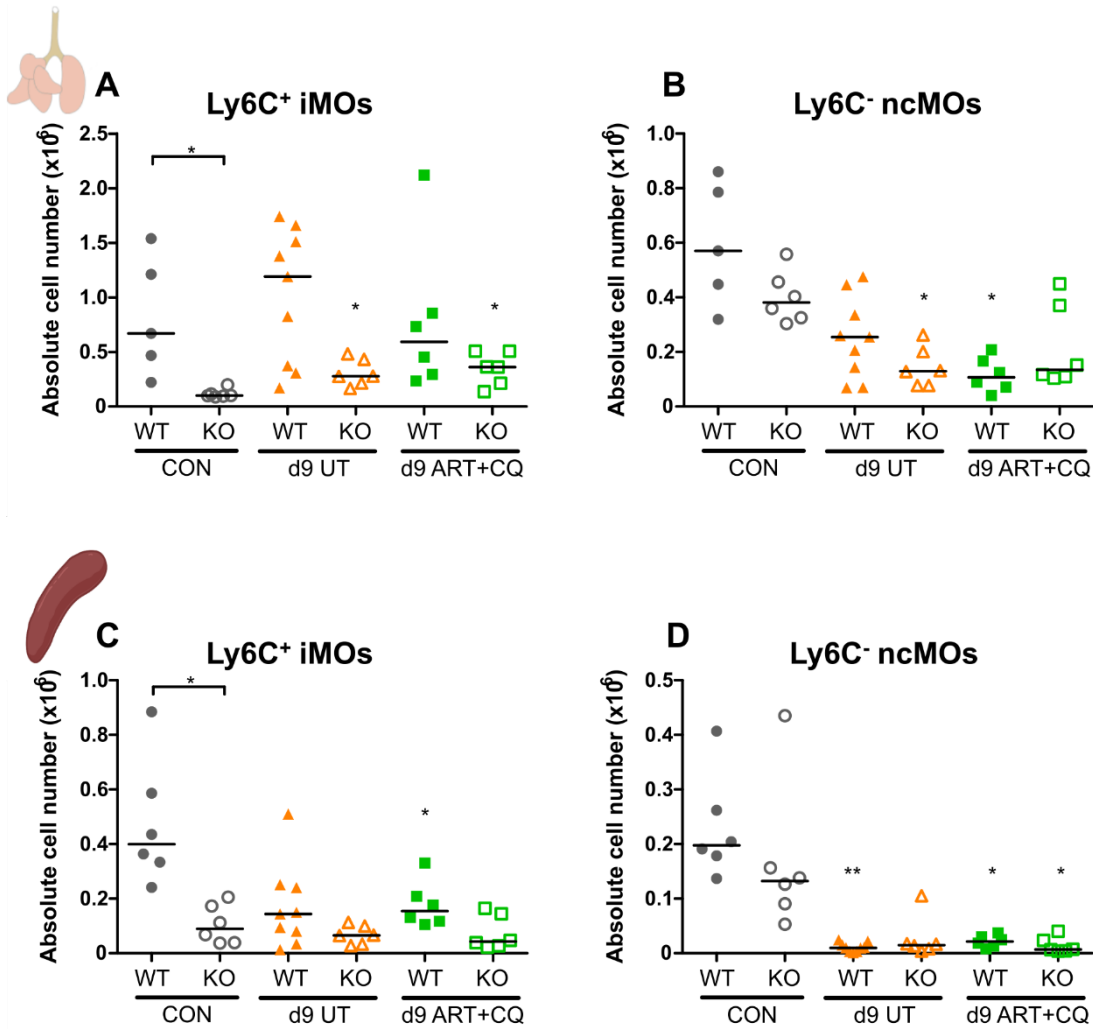 A
Ly6C⁺ iMOs
Absolute cell number (x10⁶)
2.5
2.0
1.5
1.0
0.5
0
*
*
*
WT KO WT KO WT KO
CON d9 UT d9 ART+CQ
B
Ly6C⁻ ncMOs
Absolute cell number (x10⁶)
1.0
0.8
0.6
0.4
0.2
0
* *
WT KO WT KO WT KO
CON d9 UT d9 ART+CQ
C
Ly6C⁺ iMOs
Absolute cell number (x10⁶)
1.0
0.8
0.6
0.4
0.2
0
*
*
WT KO WT KO WT KO
CON d9 UT d9 ART+CQ
D
Ly6C⁻ ncMOs
Absolute cell number (x10⁶)
0.5
0.4
0.3
0.2
0.1
0
** * *
WT KO WT KO WT KO
CON d9 UT d9 ART+CQ